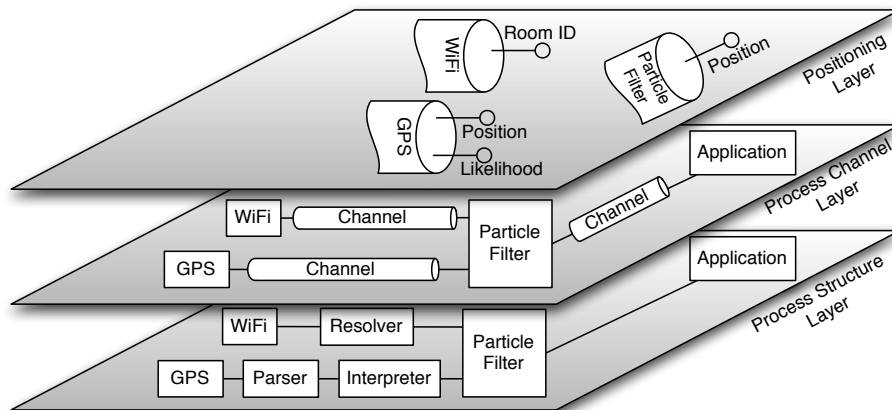 Room ID
WiFi
Position
Particle
Filter
Positioning
Layer
GPS
Position
Likelihood
Application
Process Channel
Layer
WiFi
Channel
Channel
Particle
Filter
GPS
Channel
Application
Process Structure
Layer
WiFi
Resolver
Particle
Filter
GPS
Parser
Interpreter